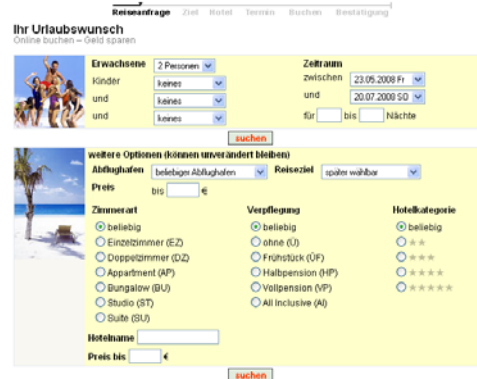 Reiseanfrage Ziel Hotel Termin Buchen Bestätigung
Ihr Urlaubswunsch
Online buchen – Geld sparen
Erwachsene 2 Personen Zeitraum
Kinder keines zwischen 23.05.2008 Fr
und keines und 20.07.2008 SO
und keines für bis Nächte
suchen
weitere Optionen (können unverändert bleiben)
Abflughafen beliebiger Abflughafen Reiseziel später wählbar
Preis bis €
Zimmerart Verpflegung Hotelkategorie
beliebig beliebig beliebig
Einzelzimmer (EZ) ohne (Ü) ★★
Doppelzimmer (DZ) Frühstück (ÜF) ★★★
Appartment (AP) Halbpension (HP) ★★★★
Bungalow (BU) Vollpension (VP) ★★★★★
Studio (ST) All Inclusive (AI)
Suite (SU)
Hotelname
Preis bis €
suchen